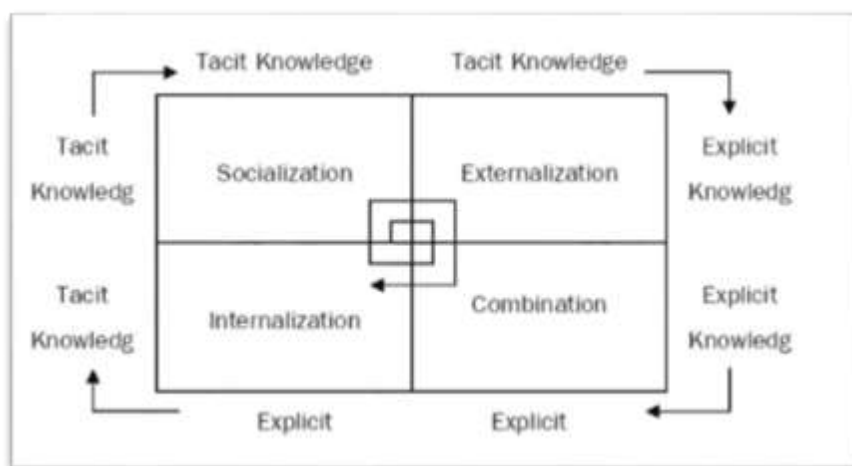 Tacit Knowledge Tacit Knowledge
Tacit
Knowledg
Socialization
Externalization
Explicit
Knowledg
Tacit
Knowledg
Internalization
Combination
Explicit
Knowledg
Explicit
Explicit